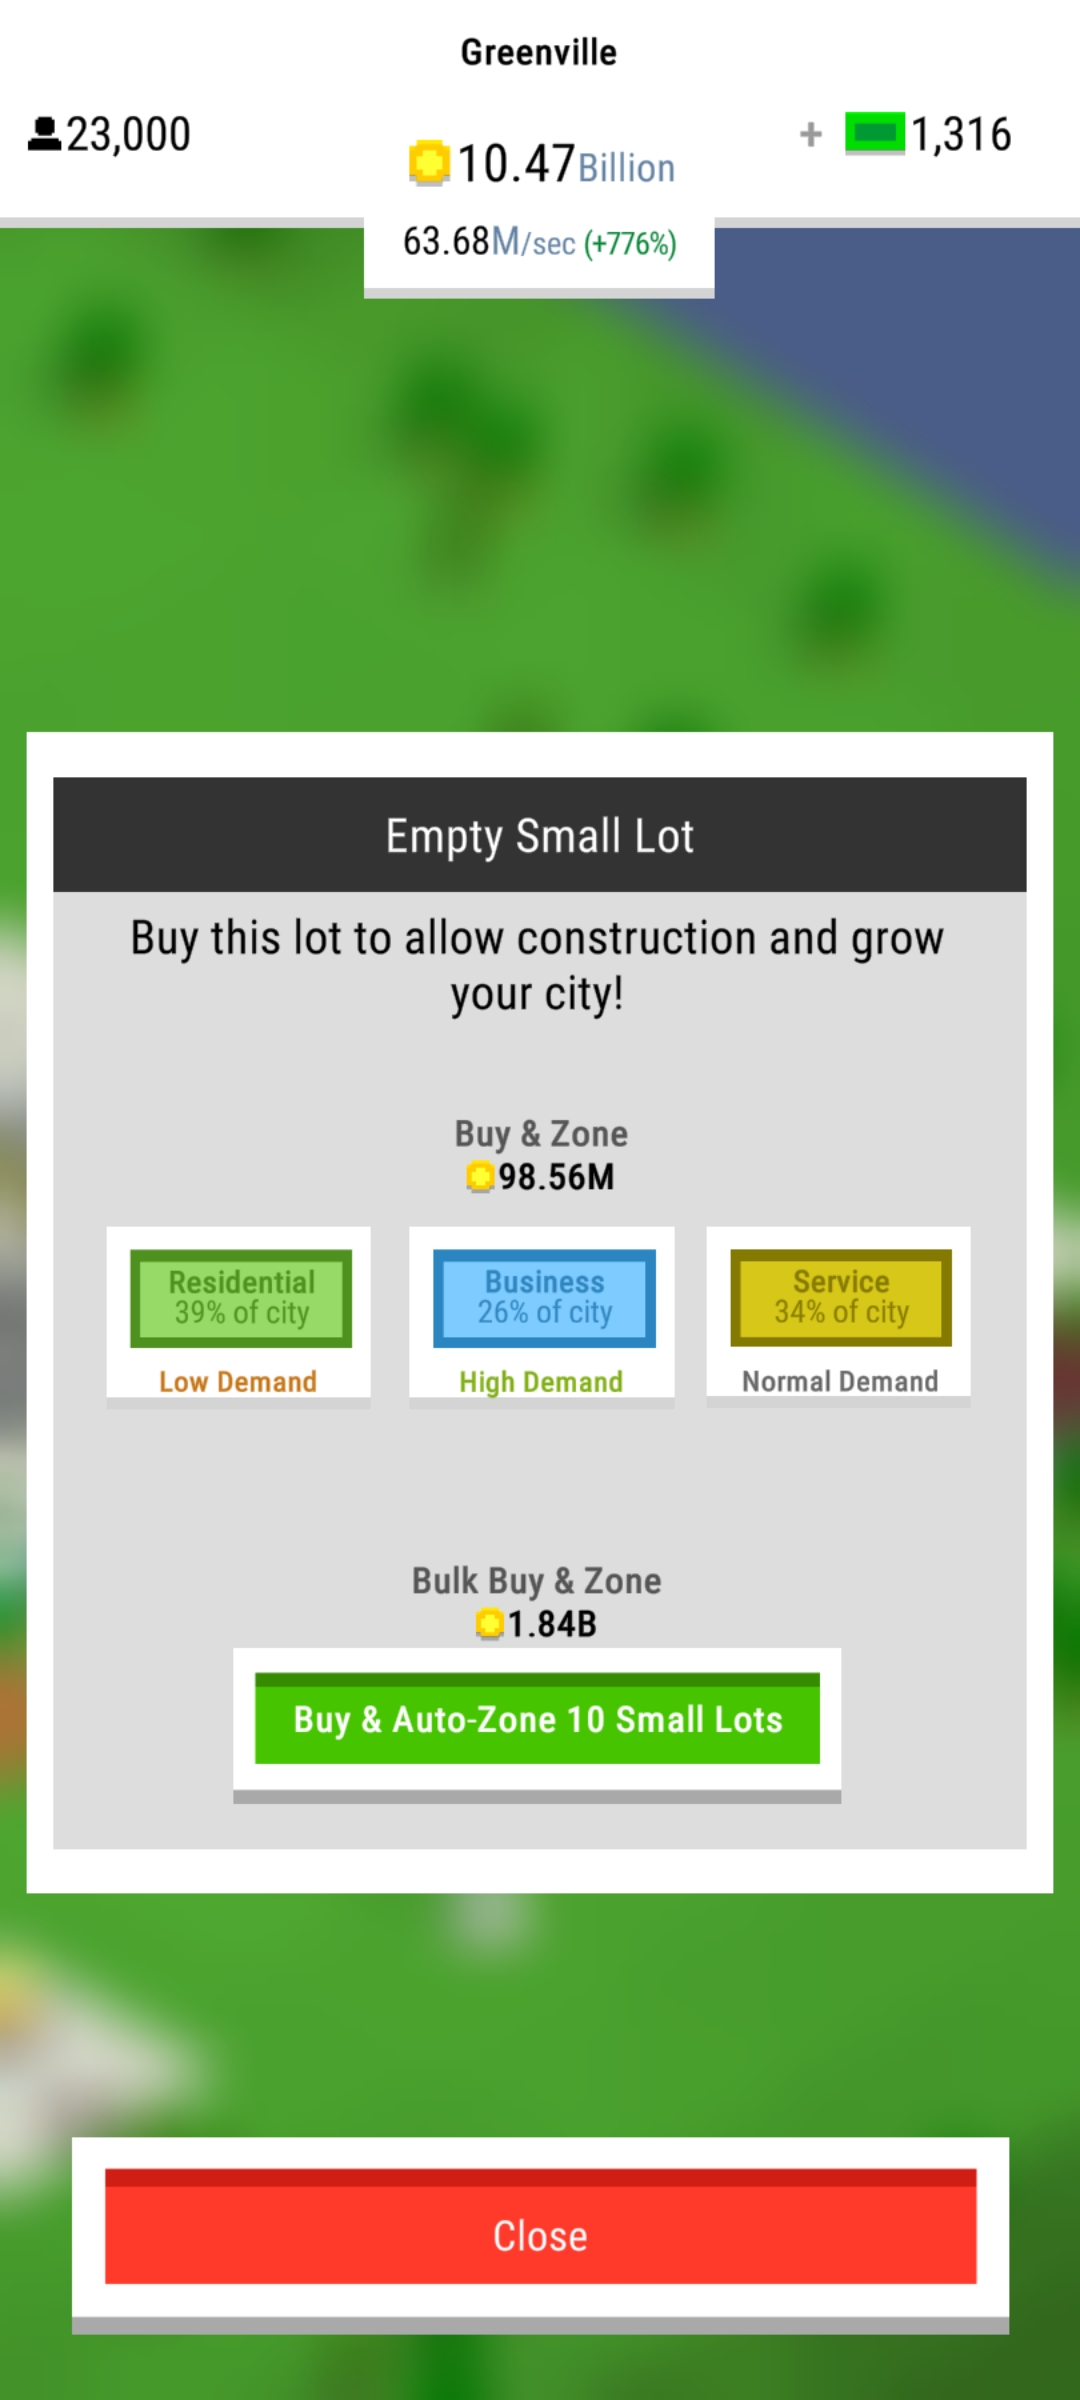 Greenville
23,000
10.47Billion
+ 1,316
63.68M/sec (+776%)
Empty Small Lot
Buy this lot to allow construction and grow
your city!
Buy & Zone
98.56M
Residential
39% of city
Low Demand
Business
26% of city
High Demand
Service
34% of city
Normal Demand
Bulk Buy & Zone
1.84B
Buy & Auto-Zone 10 Small Lots
Close